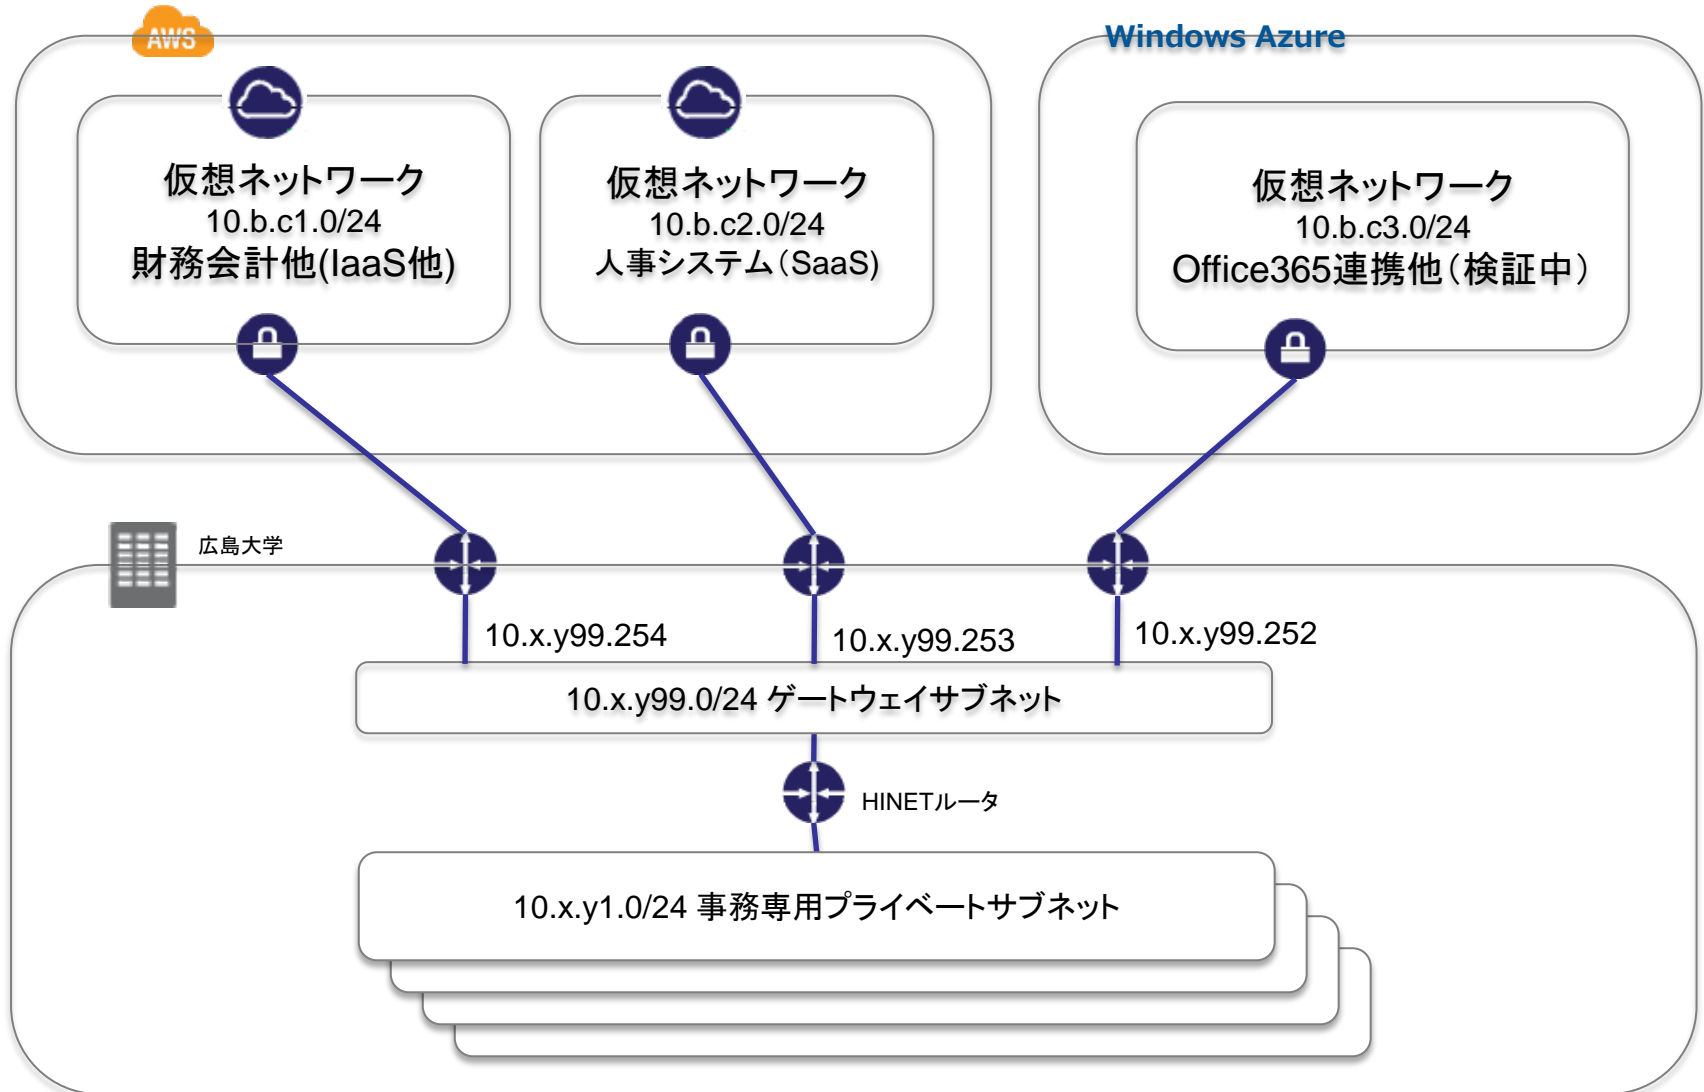 AWS
Windows Azure
仮想ネットワーク
10.b.c1.0/24
財務会計他(IaaS他)
仮想ネットワーク
10.b.c2.0/24
人事システム（SaaS)
仮想ネットワーク
10.b.c3.0/24
Office365連携他（検証中）
広島大学
10.x.y99.254
10.x.y99.253
10.x.y99.252
10.x.y99.0/24 ゲートウェイサブネット
HINETルータ
10.x.y1.0/24 事務専用プライベートサブネット